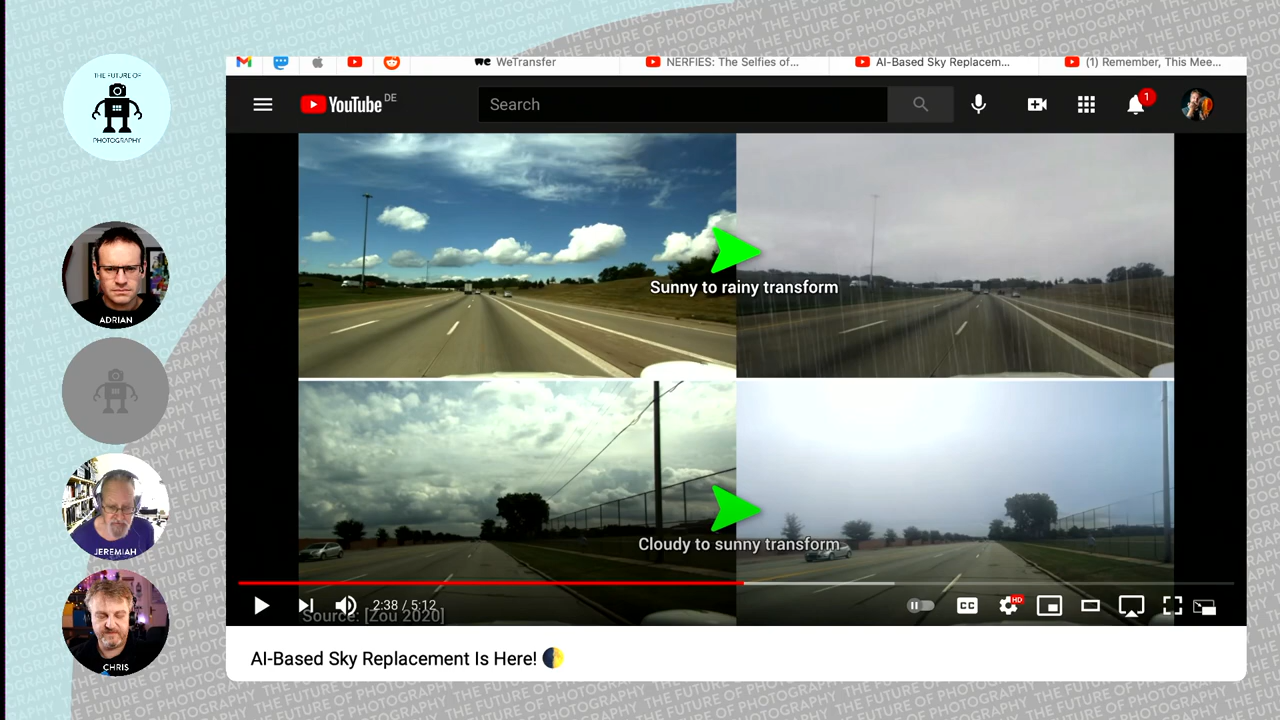 THE FUTURE OF
PHOTOGRAPHY
ADRIAN
JEREMIAH
CHRIS
WeTransfer
NERFIES: The Selfies of...
AI-Based Sky Replacem...
(1) Remember, This Mee...
YouTube DE
Search
1
Sunny to rainy transform
Cloudy to sunny transform
2:38 / 5:12
CC
HD
Source: [Zou 2020]
AI-Based Sky Replacement Is Here!